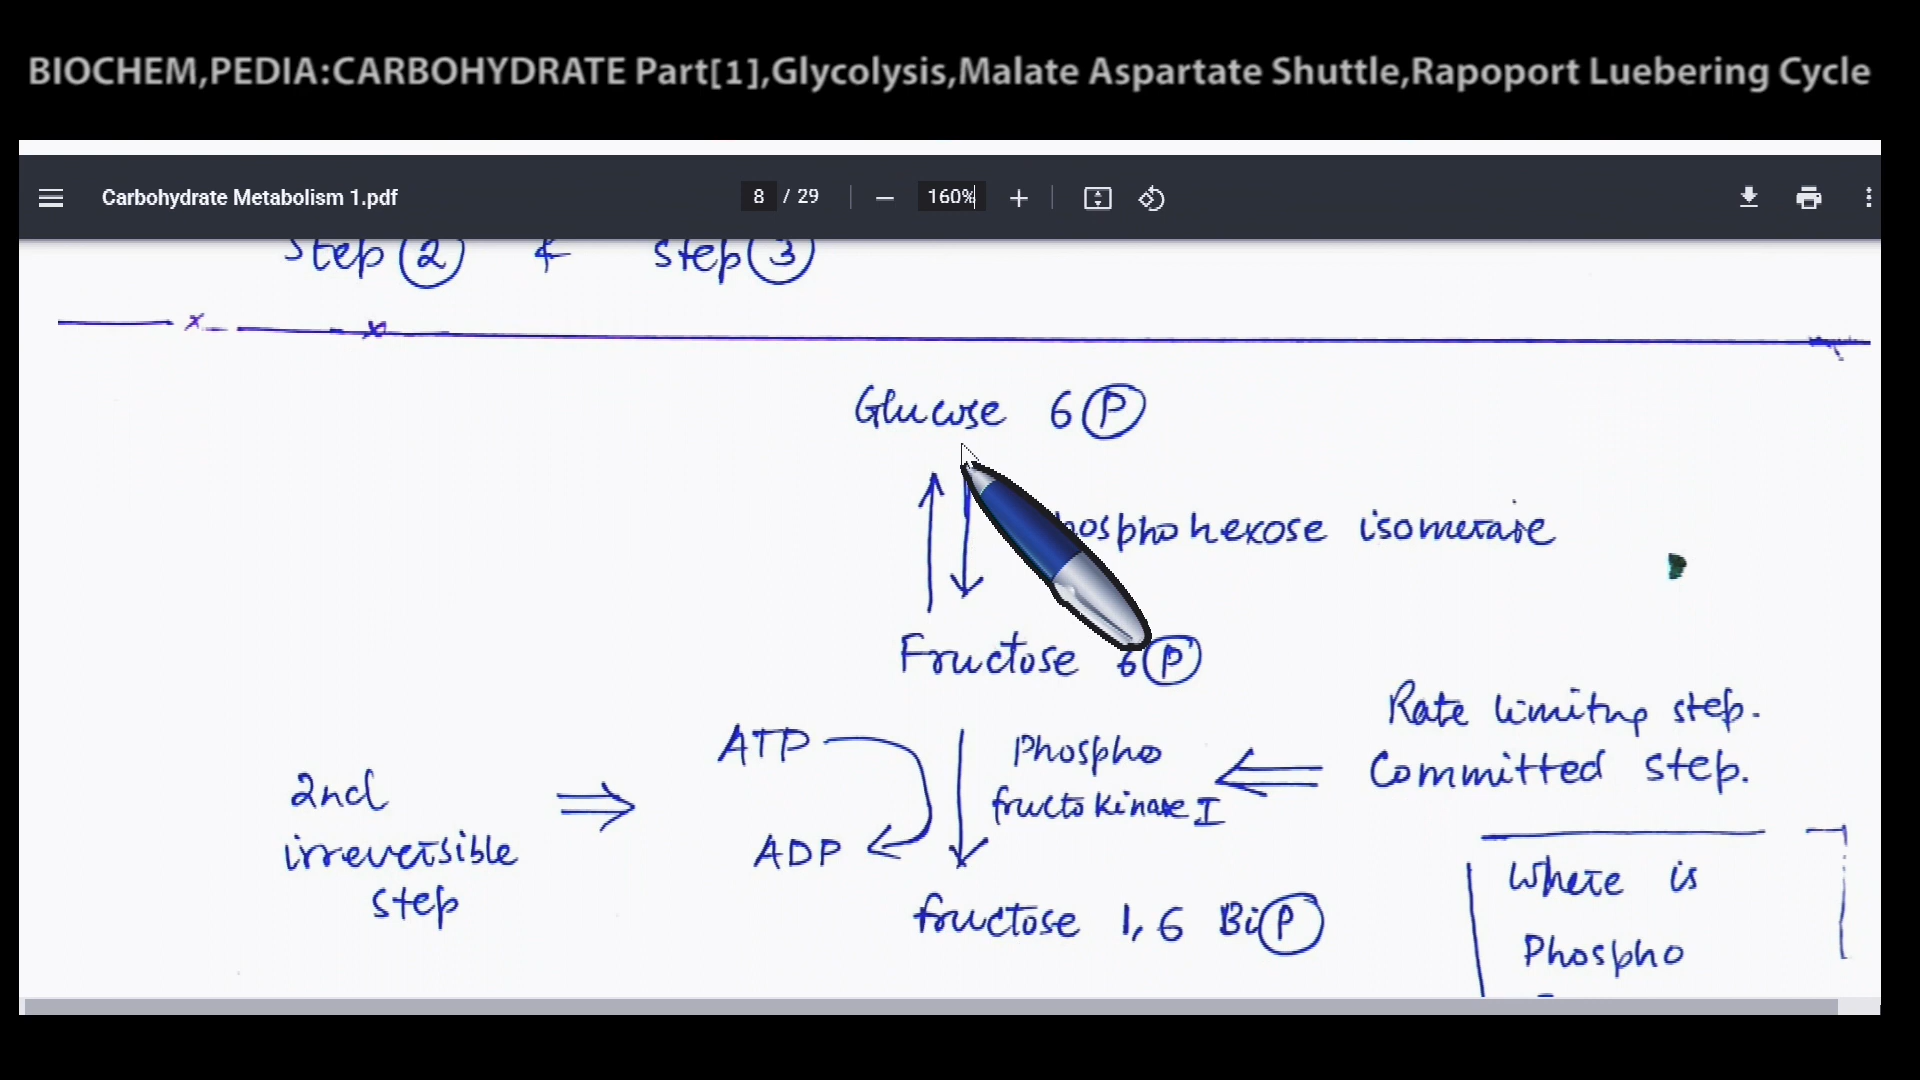 BIOCHEM,PEDIA:CARBOHYDRATE Part[1],Glycolysis,Malate Aspartate Shuttle,Rapoport Luebering Cycle
Carbohydrate Metabolism 1.pdf
8 / 29
160%
Step 2 & Step 3
Glucose 6 P
hospho hexose isomerase
Fructose 6 P
Rate limiting step.
Committed step.
ATP
Phospho
fructokinase I
2nd
irreversible
step
ADP
fructose 1, 6 Bi P
Where is
Phospho